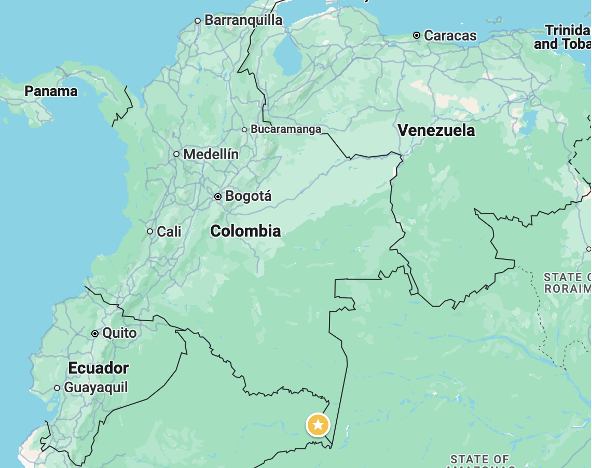 Barranquilla
Caracas
Trinida
and Toba
Panama
Bucaramanga
Venezuela
Medellín
Bogotá
Cali
Colombia
STATE OF
RORAIM
Quito
Ecuador
Guayaquil
STATE OF